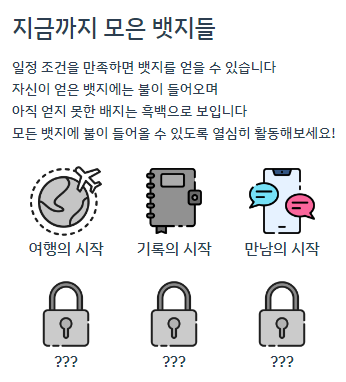 지금까지 모은 뱃지들
일정 조건을 만족하면 뱃지를 얻을 수 있습니다
자신이 얻은 뱃지에는 불이 들어오며
아직 얻지 못한 배지는 흑백으로 보입니다
모든 뱃지에 불이 들어올 수 있도록 열심히 활동해보세요!
여행의 시작 기록의 시작 만남의 시작
??? ??? ???